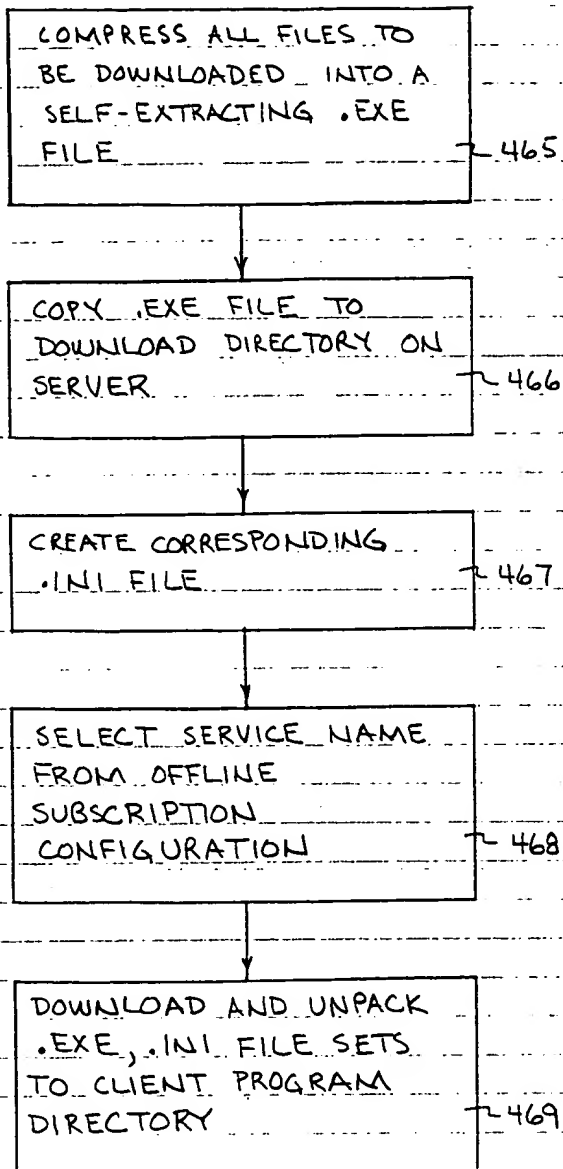 COMPRESS ALL FILES TO
BE DOWNLOADED INTO A
SELF-EXTRACTING .EXE
FILE
465
COPY .EXE FILE TO
DOWNLOAD DIRECTORY ON
SERVER
466
CREATE CORRESPONDING
.INI FILE
467
SELECT SERVICE NAME
FROM OFFLINE
SUBSCRIPTION
CONFIGURATION
468
DOWNLOAD AND UNPACK
.EXE, .INI FILE SETS
TO CLIENT PROGRAM
DIRECTORY
469